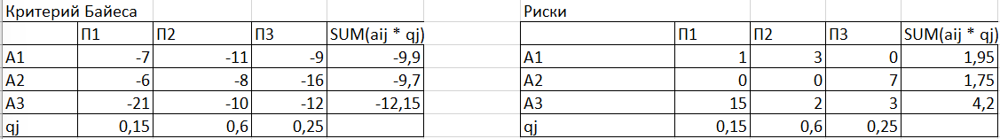 Критерий Байеса Риски
П1 П2 П3 SUM(aij * qj) П1 П2 П3 SUM(aij * qj)
A1 -7 -11 -9 -9,9 A1 1 3 0 1,95
A2 -6 -8 -16 -9,7 A2 0 0 7 1,75
A3 -21 -10 -12 -12,15 A3 15 2 3 4,2
qj 0,15 0,6 0,25 qj 0,15 0,6 0,25